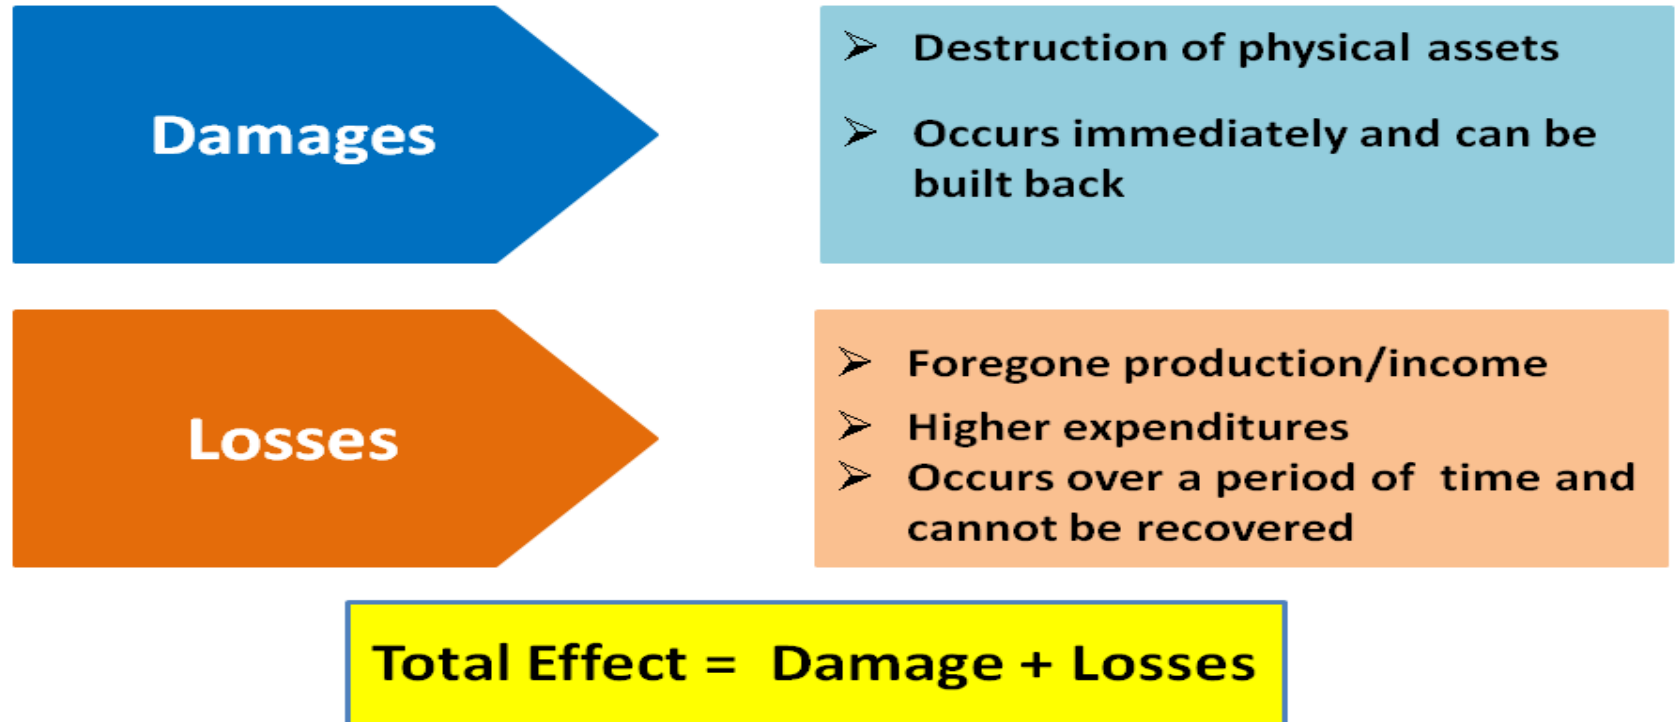 Damages
➢ Destruction of physical assets
➢ Occurs immediately and can be
built back
Losses
➢ Foregone production/income
➢ Higher expenditures
➢ Occurs over a period of time and
cannot be recovered
Total Effect = Damage + Losses